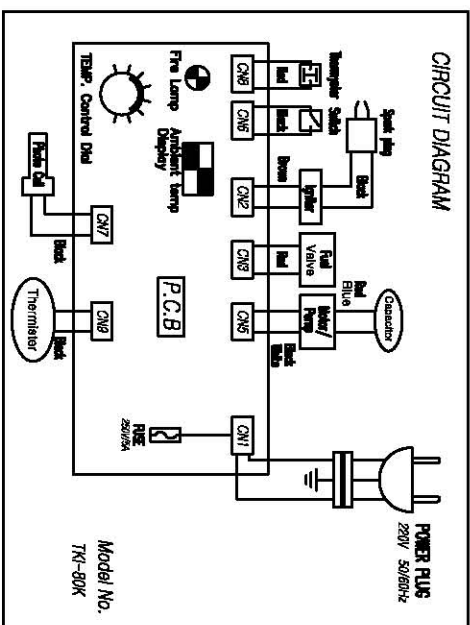 CIRCUIT DIAGRAM
Spark plug
Black
Capacitor
Red
Blue
POWER PLUG
220V 50/60Hz
Switch
Igniter
Fuel
Valve
Motor/
Pump
Red
Black
Brown
Red
Black
White
CN8
CN6
CN2
CN3
CN5
CN1
Fire Lamp
Ambient temp
Display
P.C.B
FUSE
250V/5A
TEMP. Control Dial
CN7
CN9
Photo Cell
Black
Black
Thermistor
Model No.
TKI-80K